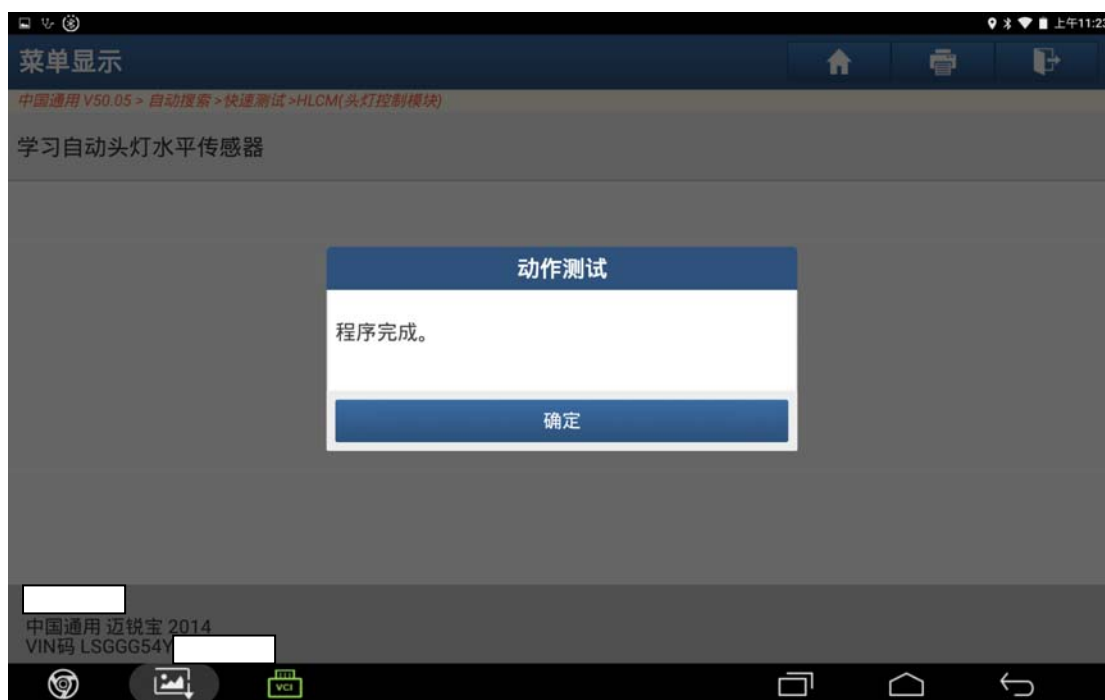 上午11:23
菜单显示
中国通用 V50.05 > 自动搜索 > 快速测试 >HLCM(头灯控制模块)
学习自动头灯水平传感器
动作测试
程序完成。
确定
中国通用 迈锐宝 2014
VIN码 LSGGG54Y
VCI